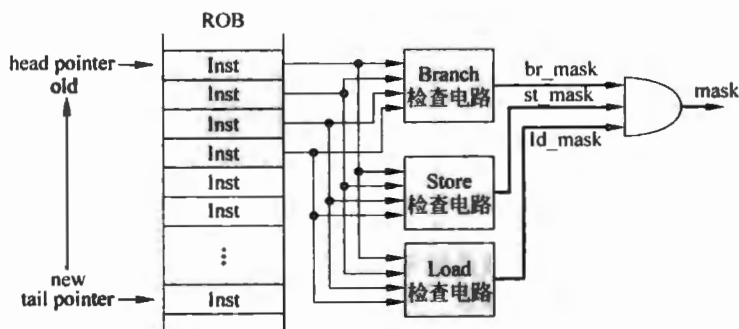 ROB
head pointer
old
Inst
Inst
Inst
Inst
Inst
Inst
⋮
new
tail pointer
Inst
Branch
检查电路
Store
检查电路
Load
检查电路
br_mask
st_mask
ld_mask
mask